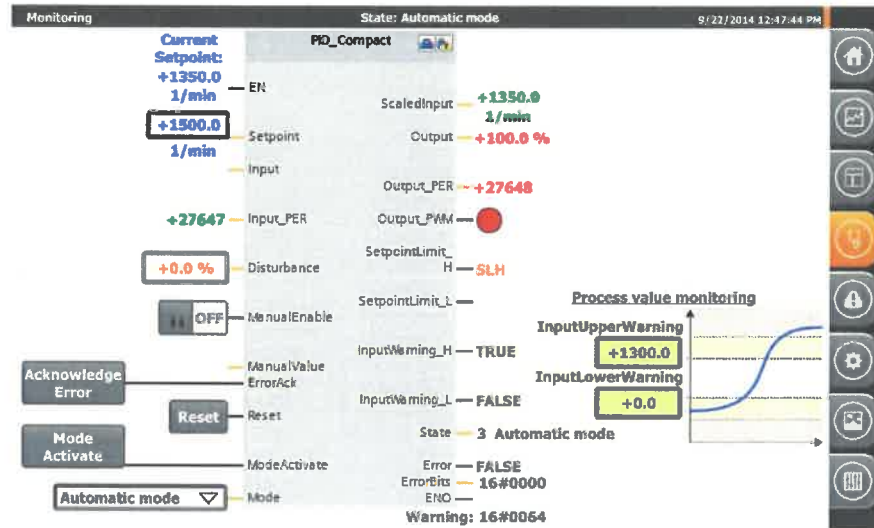 Monitoring State: Automatic mode 9/22/2014 12:47:44 PM
Current
Setpoint:
+1350.0
1/min
PID_Compact
EN
+1500.0
1/min
Setpoint
Input
+27647 Input_PER
+0.0 % Disturbance
OFF ManualEnable
ManualValue
Acknowledge
Error
ErrorAck
Reset Reset
Mode
Activate
ModeActivate
Automatic mode Mode
ScaledInput +1350.0
1/min
Output +100.0 %
Output_PER +27648
Output_PWM
SetpointLimit_
H SLH
SetpointLimit_L
InputWarning_H TRUE
InputWarning_L FALSE
State 3 Automatic mode
Error FALSE
ErrorBits 16#0000
ENO
Warning: 16#0064
Process value monitoring
InputUpperWarning
+1300.0
InputLowerWarning
+0.0